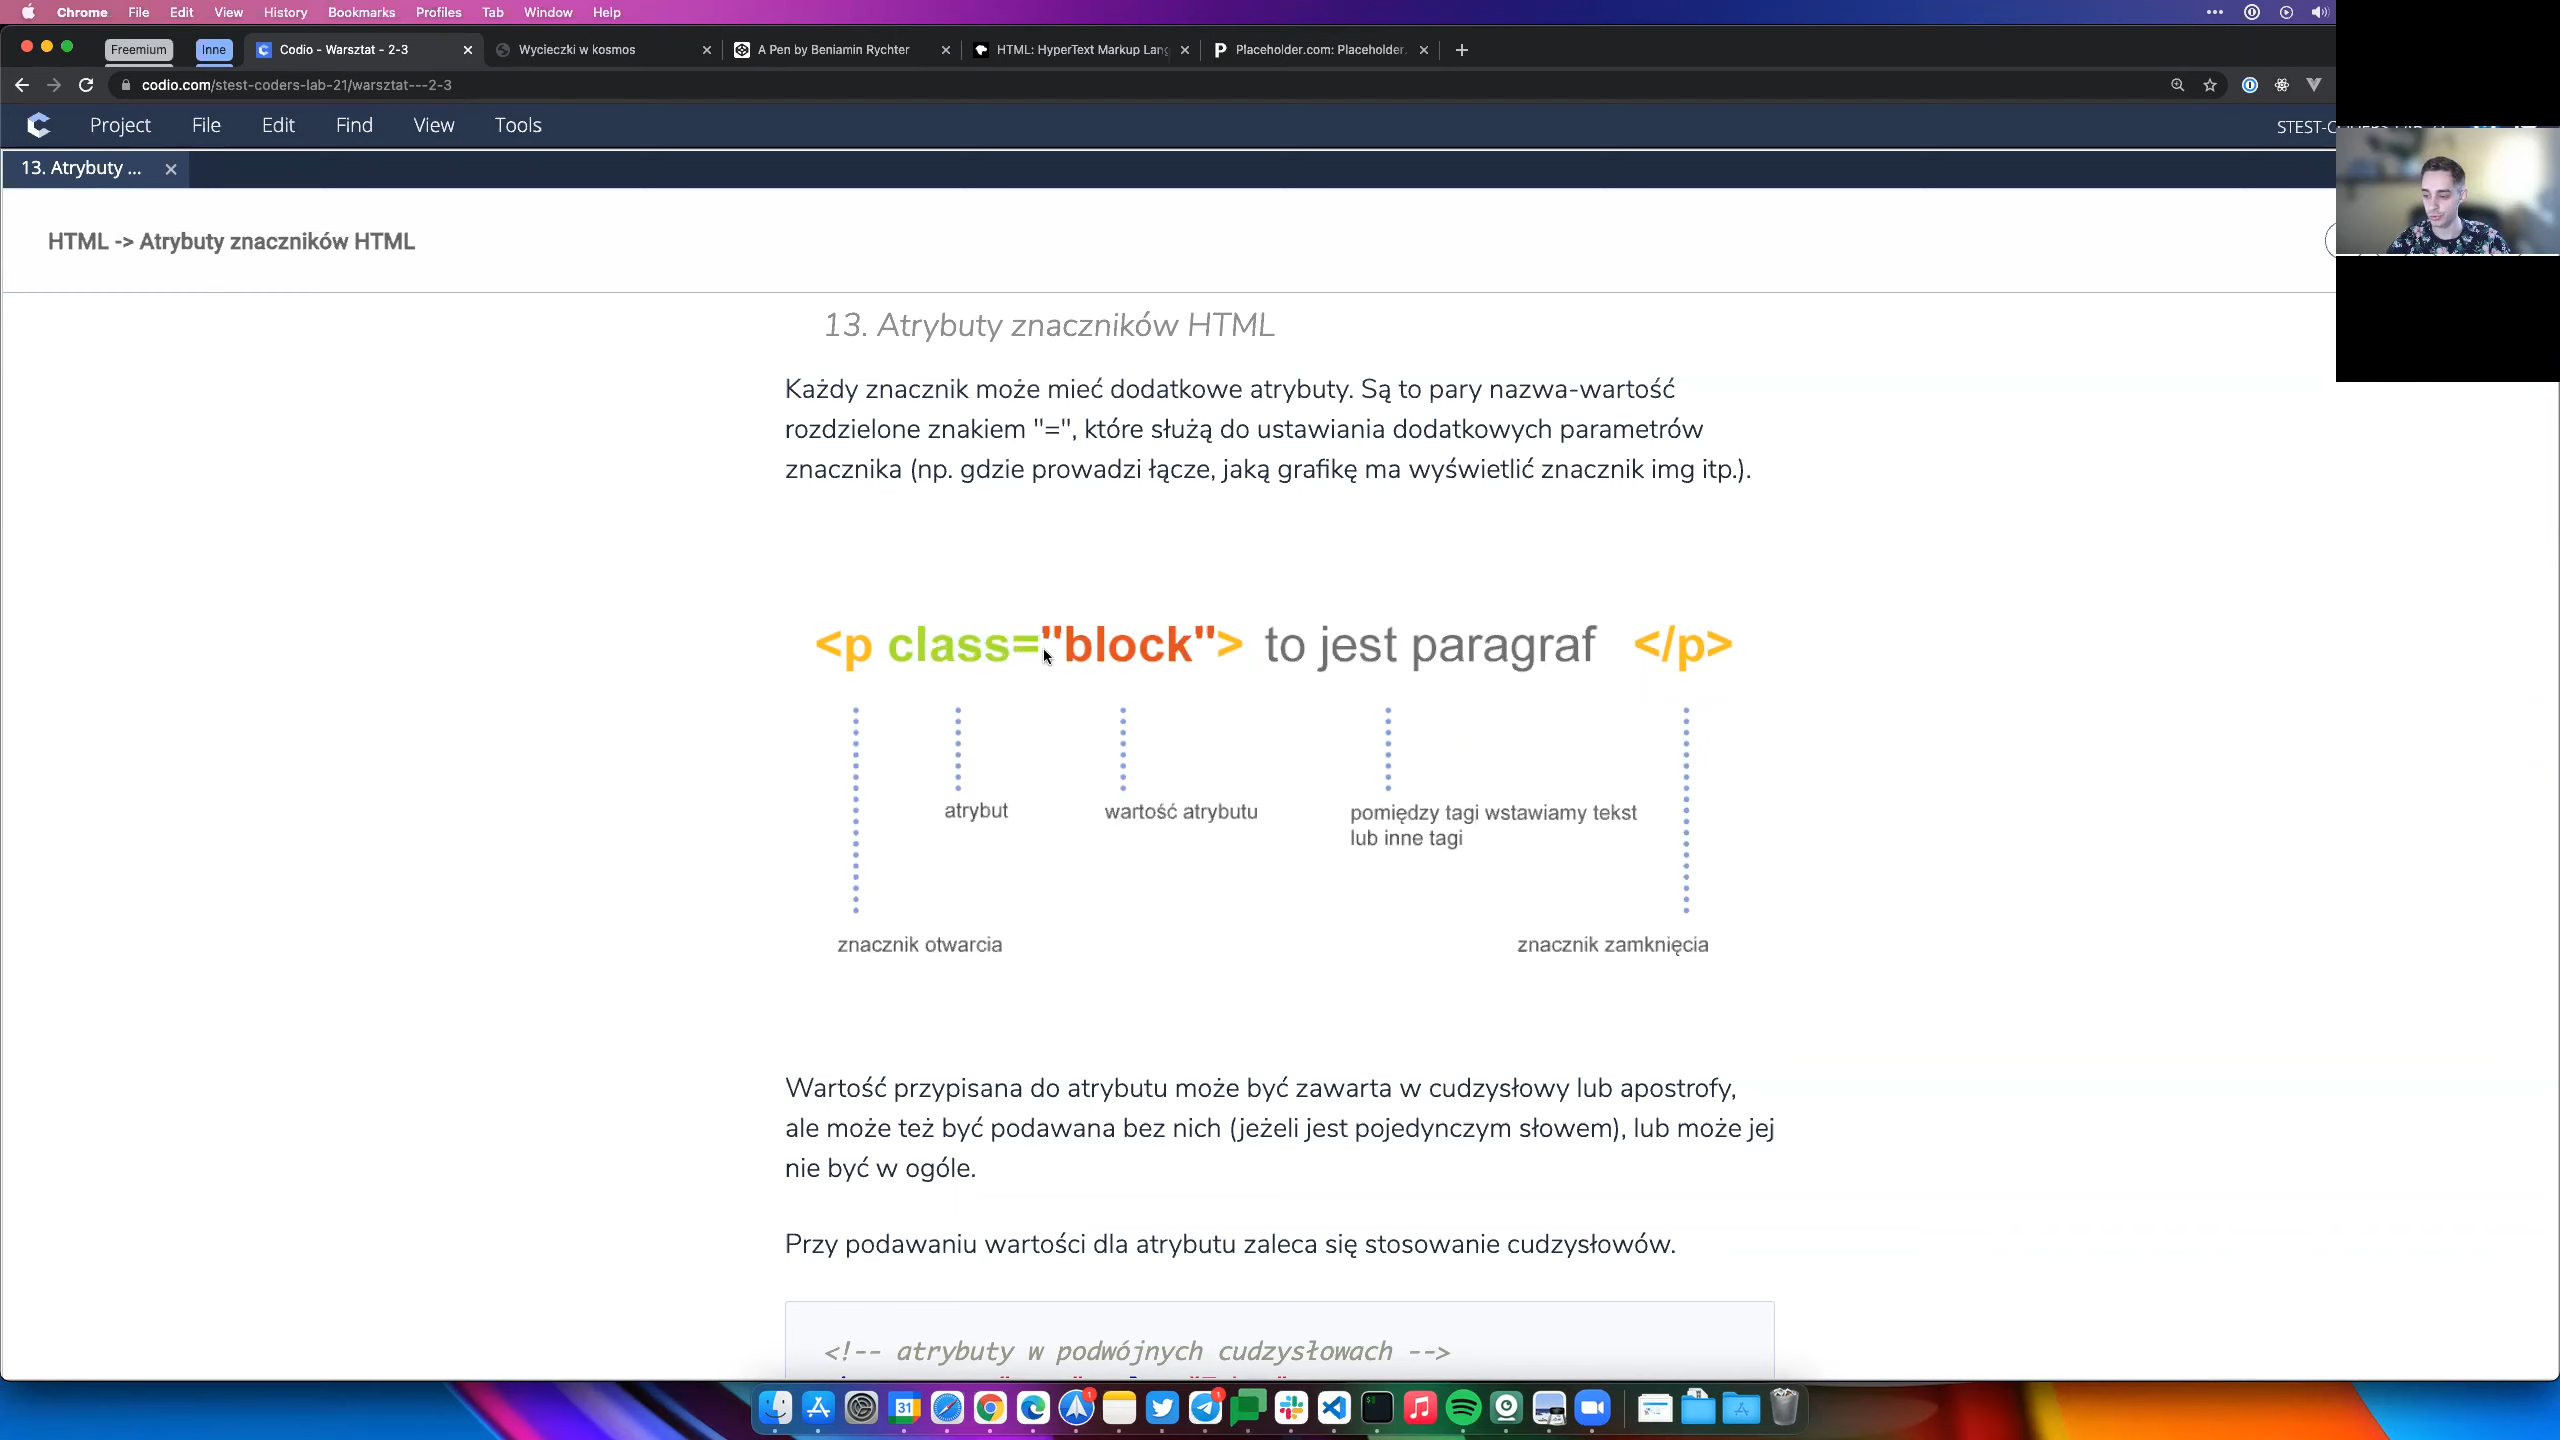 Chrome File Edit View History Bookmarks Profiles Tab Window Help
Freemium Inne Codio - Warsztat - 2-3 Wycieczki w kosmos A Pen by Beniamin Rychter HTML: HyperText Markup Lang Placeholder.com: Placeholder.
codio.com/stest-coders-lab-21/warsztat---2-3
Project File Edit Find View Tools
13. Atrybuty ...
HTML -> Atrybuty znaczników HTML
13. Atrybuty znaczników HTML
Każdy znacznik może mieć dodatkowe atrybuty. Są to pary nazwa-wartość
rozdzielone znakiem "=", które służą do ustawiania dodatkowych parametrów
znacznika (np. gdzie prowadzi łącze, jaką grafikę ma wyświetlić znacznik img itp.).
<p class="block"> to jest paragraf </p>
atrybut wartość atrybutu pomiędzy tagi wstawiamy tekst
lub inne tagi
znacznik otwarcia znacznik zamknięcia
Wartość przypisana do atrybutu może być zawarta w cudzysłowy lub apostrofy,
ale może też być podawana bez nich (jeżeli jest pojedynczym słowem), lub może jej
nie być w ogóle.
Przy podawaniu wartości dla atrybutu zaleca się stosowanie cudzysłowów.
<!-- atrybuty w podwójnych cudzysłowach -->